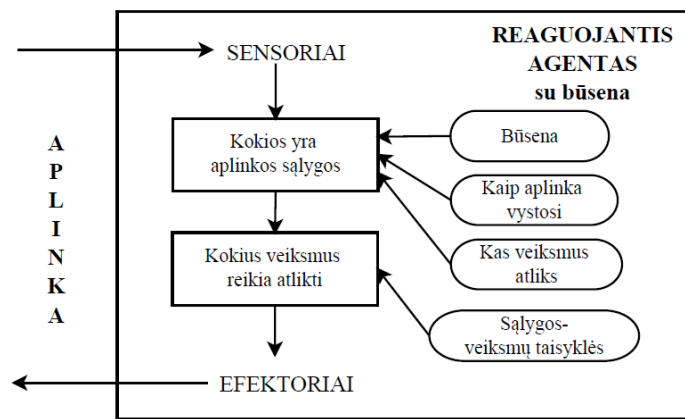 REAGUOJANTIS
AGENTAS
su būsena
SENSORIAI
APLINKA
Kokios yra
aplinkos sąlygos
Būsena
Kaip aplinka
vystosi
Kokius veiksmus
reikia atlikti
Kas veiksmus
atliks
Sąlygos-
veiksmų taisyklės
EFEKTORIAI